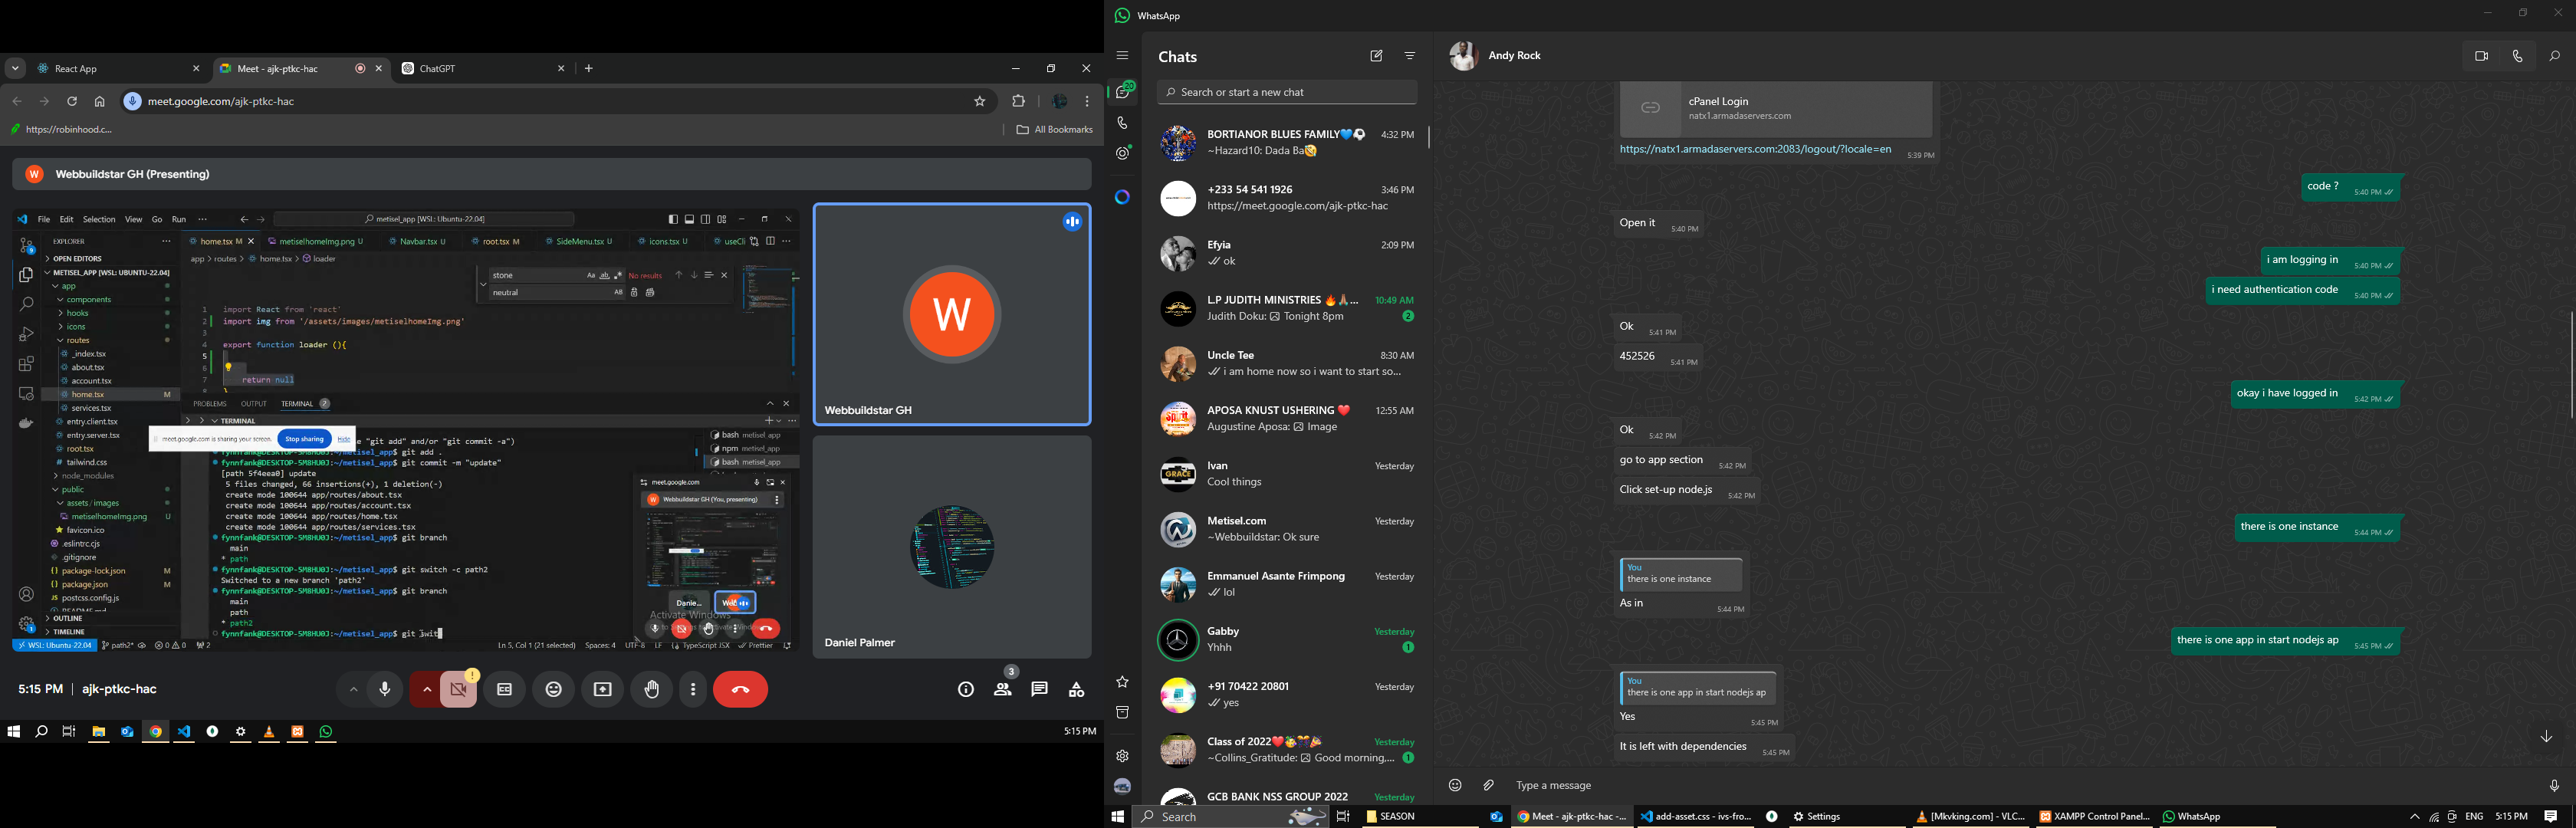 React App
Meet - ajk-ptkc-hac
ChatGPT
meet.google.com/ajk-ptkc-hac
https://robinhood.c...
All Bookmarks
W
Webbuildstar GH (Presenting)
File Edit Selection View Go Run ...
metisel_app [WSL: Ubuntu-22.04]
EXPLORER
home.tsx M
metiselhomeImg.png U
Navbar.tsx U
root.tsx M
SideMenu.tsx U
icons.tsx U
useCli
app > routes > home.tsx > loader
OPEN EDITORS
METISEL_APP [WSL: UBUNTU-22.04]
app
components
hooks
icons
routes
_index.tsx
about.tsx
account.tsx
home.tsx M
services.tsx
entry.client.tsx
entry.server.tsx
root.tsx
tailwind.css
node_modules
public
assets / images
metiselhomeImg.png U
favicon.ico
.eslintrc.cjs
.gitignore
package-lock.json M
package.json M
postcss.config.js
README.md
OUTLINE
TIMELINE
stone
No results
neutral
1 import React from 'react'
2 import img from '/assets/images/metiselhomeImg.png'
3
4 export function loader (){
5
6
7 return null
PROBLEMS OUTPUT TERMINAL 2
TERMINAL
meet.google.com is sharing your screen.
Stop sharing
Hide
"git add" and/or "git commit -a")
fynnfank@DESKTOP-5M8HU0J:~/metisel_app$ git add .
fynnfank@DESKTOP-5M8HU0J:~/metisel_app$ git commit -m "update"
[path 5f4eea0] update
5 files changed, 66 insertions(+), 1 deletion(-)
create mode 100644 app/routes/about.tsx
create mode 100644 app/routes/account.tsx
create mode 100644 app/routes/home.tsx
create mode 100644 app/routes/services.tsx
fynnfank@DESKTOP-5M8HU0J:~/metisel_app$ git branch
main
* path
fynnfank@DESKTOP-5M8HU0J:~/metisel_app$ git switch -c path2
Switched to a new branch 'path2'
fynnfank@DESKTOP-5M8HU0J:~/metisel_app$ git branch
main
path
* path2
fynnfank@DESKTOP-5M8HU0J:~/metisel_app$ git swit
bash metisel_app
npm metisel_app
bash metisel_app
meet.google.com
Webbuildstar GH (You, presenting)
Danie...
Activate Windows
WSL: Ubuntu-22.04
path2*
0 0
2
Ln 5, Col 1 (21 selected)
Spaces: 4
UTF-8
LF
TypeScript JSX
Prettier
W
Webbuildstar GH
Daniel Palmer
5:15 PM | ajk-ptkc-hac
3
5:15 PM
WhatsApp
20
Chats
Search or start a new chat
BORTIANOR BLUES FAMILY💙⚽ 4:32 PM
~Hazard10: Dada Ba🤣
+233 54 541 1926 3:46 PM
https://meet.google.com/ajk-ptkc-hac
Efyia 2:09 PM
ok
L.P JUDITH MINISTRIES 🔥🙏... 10:49 AM
Judith Doku: Tonight 8pm 2
Uncle Tee 8:30 AM
i am home now so i want to start so...
APOSA KNUST USHERING ❤️ 12:55 AM
Augustine Aposa: Image
Ivan Yesterday
Cool things
Metisel.com Yesterday
~Webbuildstar: Ok sure
Emmanuel Asante Frimpong Yesterday
lol
Gabby Yesterday
Yhhh 1
+91 70422 20801 Yesterday
yes
Class of 2022 Yesterday
~Collins_Gratitude: Good morning,... 1
GCB BANK NSS GROUP 2022 Yesterday
Andy Rock
cPanel Login
natx1.armadaservers.com
https://natx1.armadaservers.com:2083/logout/?locale=en 5:39 PM
code ? 5:40 PM
Open it 5:40 PM
i am logging in 5:40 PM
i need authentication code 5:40 PM
Ok 5:41 PM
452526 5:41 PM
okay i have logged in 5:42 PM
Ok 5:42 PM
go to app section 5:42 PM
Click set-up node.js 5:42 PM
there is one instance 5:44 PM
You
there is one instance
As in 5:44 PM
there is one app in start nodejs ap 5:45 PM
You
there is one app in start nodejs ap
Yes 5:45 PM
It is left with dependencies 5:45 PM
Type a message
Search
SEASON
Meet - ajk-ptkc-hac -...
add-asset.css - ivs-fro...
Settings
[Mkvking.com] - VLC...
XAMPP Control Panel...
WhatsApp
ENG
5:15 PM